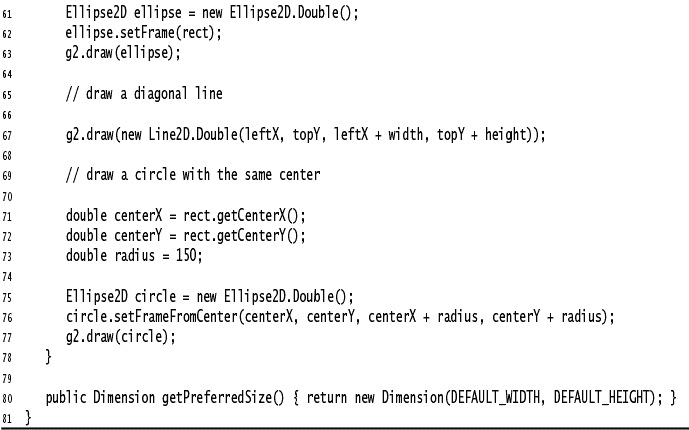 61 Ellipse2D ellipse = new Ellipse2D.Double();
62 ellipse.setFrame(rect);
63 g2.draw(ellipse);
64
65 // draw a diagonal line
66
67 g2.draw(new Line2D.Double(leftX, topY, leftX + width, topY + height));
68
69 // draw a circle with the same center
70
71 double centerX = rect.getCenterX();
72 double centerY = rect.getCenterY();
73 double radius = 150;
74
75 Ellipse2D circle = new Ellipse2D.Double();
76 circle.setFrameFromCenter(centerX, centerY, centerX + radius, centerY + radius);
77 g2.draw(circle);
78 }
79
80 public Dimension getPreferredSize() { return new Dimension(DEFAULT_WIDTH, DEFAULT_HEIGHT); }
81 }